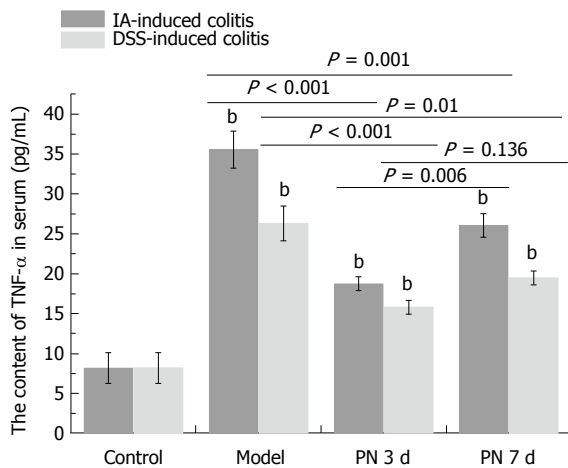 IA-induced colitis
DSS-induced colitis
P = 0.001
P < 0.001
P = 0.01
P < 0.001
P = 0.136
P = 0.006
The content of TNF-α in serum (pg/mL)
40
35
30
25
20
15
10
5
0
b
b
b
b
b
b
Control
Model
PN 3 d
PN 7 d